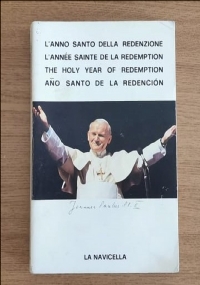 L'ANNO SANTO DELLA REDENZIONE
L'ANNÉE SAINTE DE LA REDEMPTION
THE HOLY YEAR OF REDEMPTION
AÑO SANTO DE LA REDENCIÓN
LA NAVICELLA